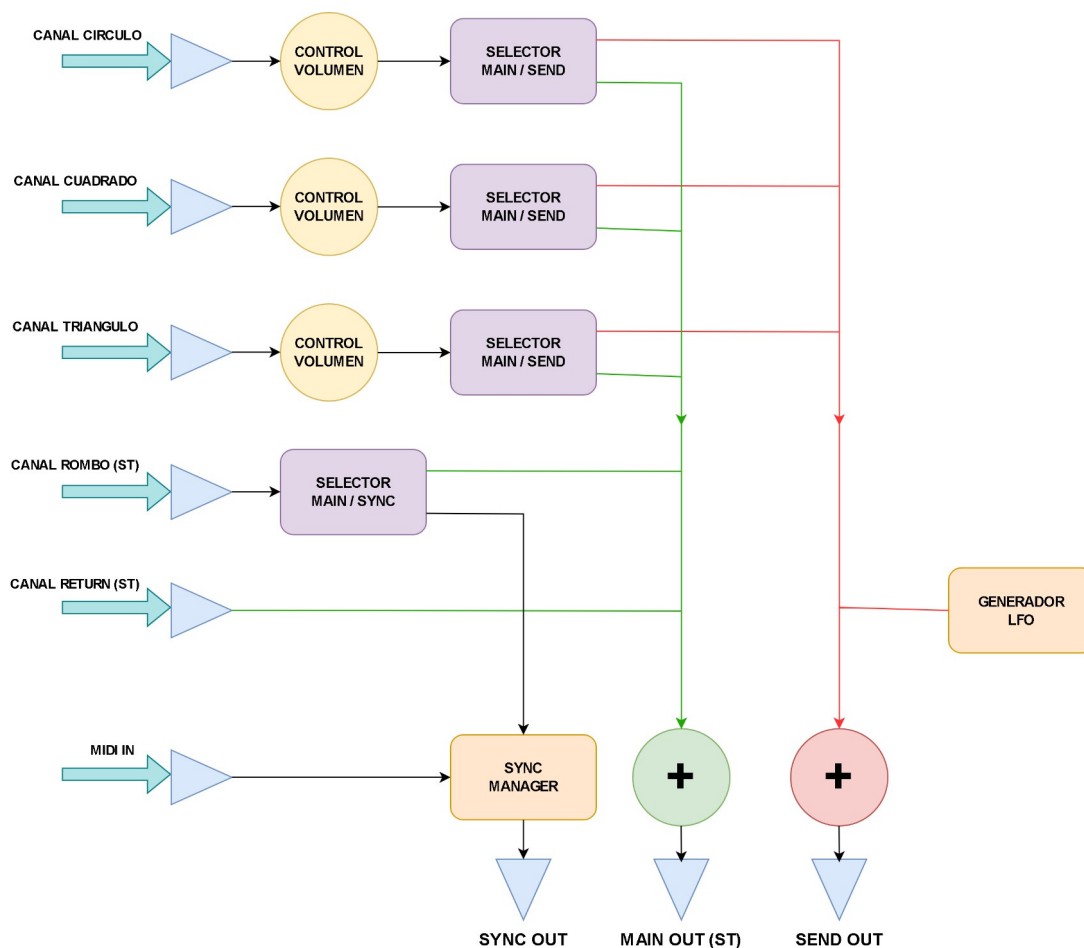 CANAL CIRCULO
CONTROL
VOLUMEN
SELECTOR
MAIN / SEND
CANAL CUADRADO
CONTROL
VOLUMEN
SELECTOR
MAIN / SEND
CANAL TRIANGULO
CONTROL
VOLUMEN
SELECTOR
MAIN / SEND
CANAL ROMBO (ST)
SELECTOR
MAIN / SYNC
CANAL RETURN (ST)
GENERADOR
LFO
MIDI IN
SYNC
MANAGER
+
+
SYNC OUT
MAIN OUT (ST)
SEND OUT